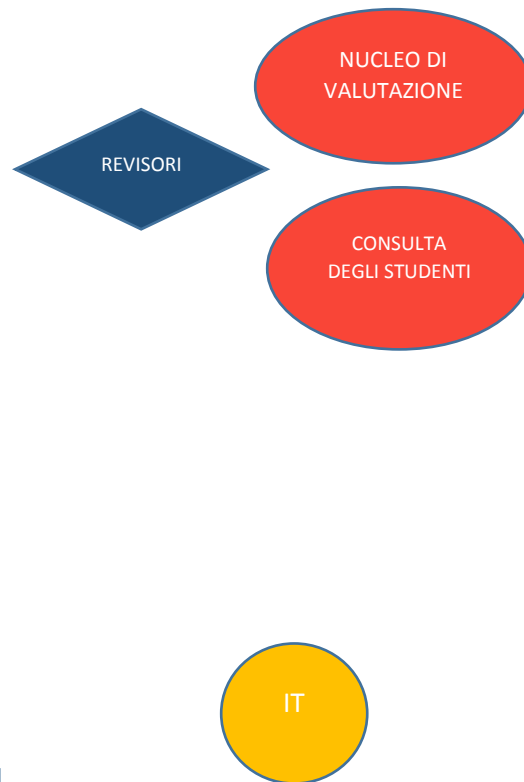 NUCLEO DI
VALUTAZIONE
REVISORI
CONSULTA
DEGLI STUDENTI
IT